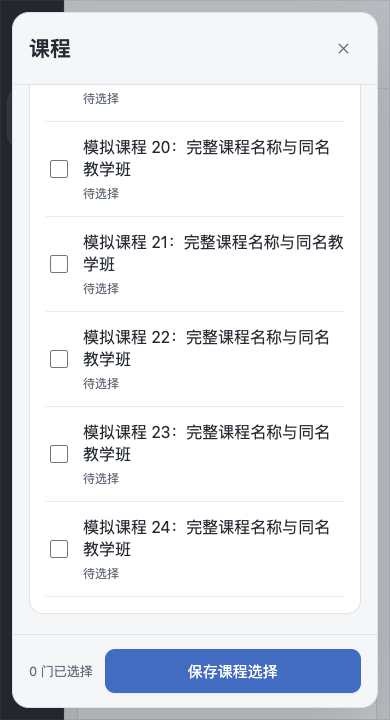 课程
待选择
模拟课程 20：完整课程名称与同名
教学班
待选择
模拟课程 21：完整课程名称与同名教
学班
待选择
模拟课程 22：完整课程名称与同名
教学班
待选择
模拟课程 23：完整课程名称与同名
教学班
待选择
模拟课程 24：完整课程名称与同名
教学班
待选择
0 门已选择
保存课程选择